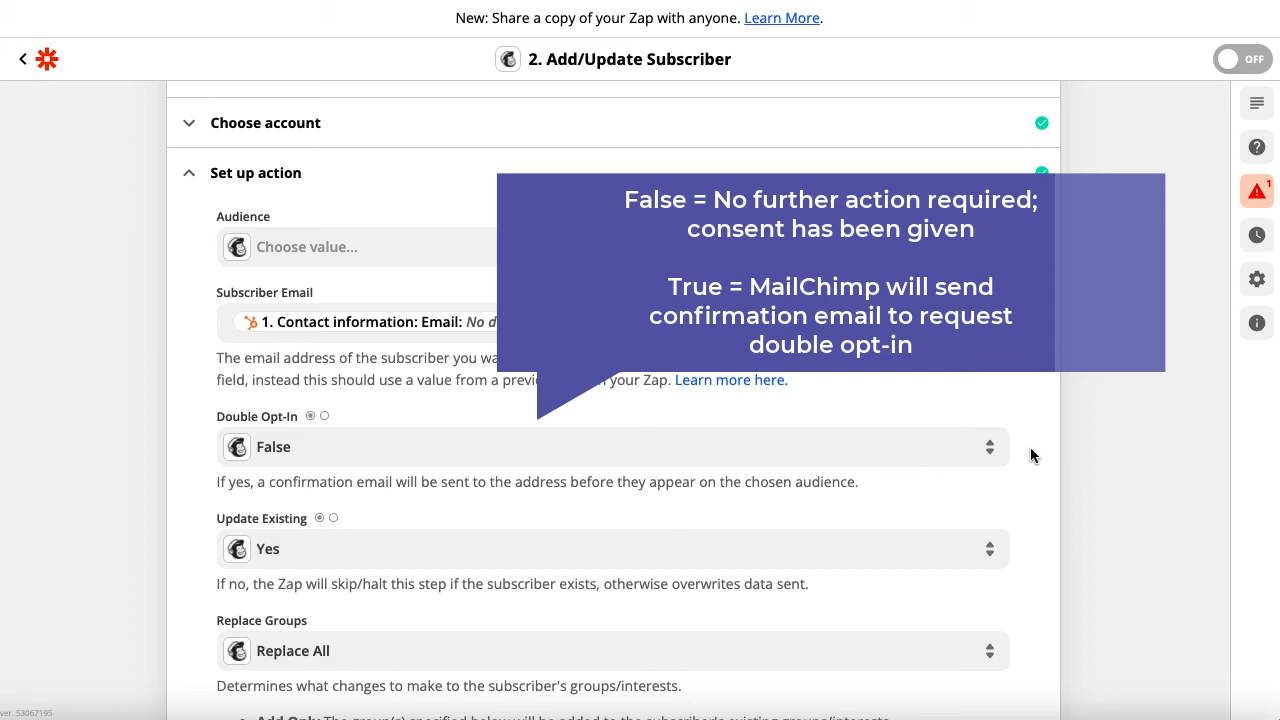 New: Share a copy of your Zap with anyone. Learn More.
2. Add/Update Subscriber
OFF
Choose account
Set up action
1
False = No further action required;
consent has been given
True = MailChimp will send
confirmation email to request
double opt-in
Audience
Choose value...
Subscriber Email
1. Contact information: Email: No d
The email address of the subscriber you wa
field, instead this should use a value from a previ your Zap. Learn more here.
Double Opt-In
False
If yes, a confirmation email will be sent to the address before they appear on the chosen audience.
Update Existing
Yes
If no, the Zap will skip/halt this step if the subscriber exists, otherwise overwrites data sent.
Replace Groups
Replace All
Determines what changes to make to the subscriber's groups/interests.
ver. 53067195